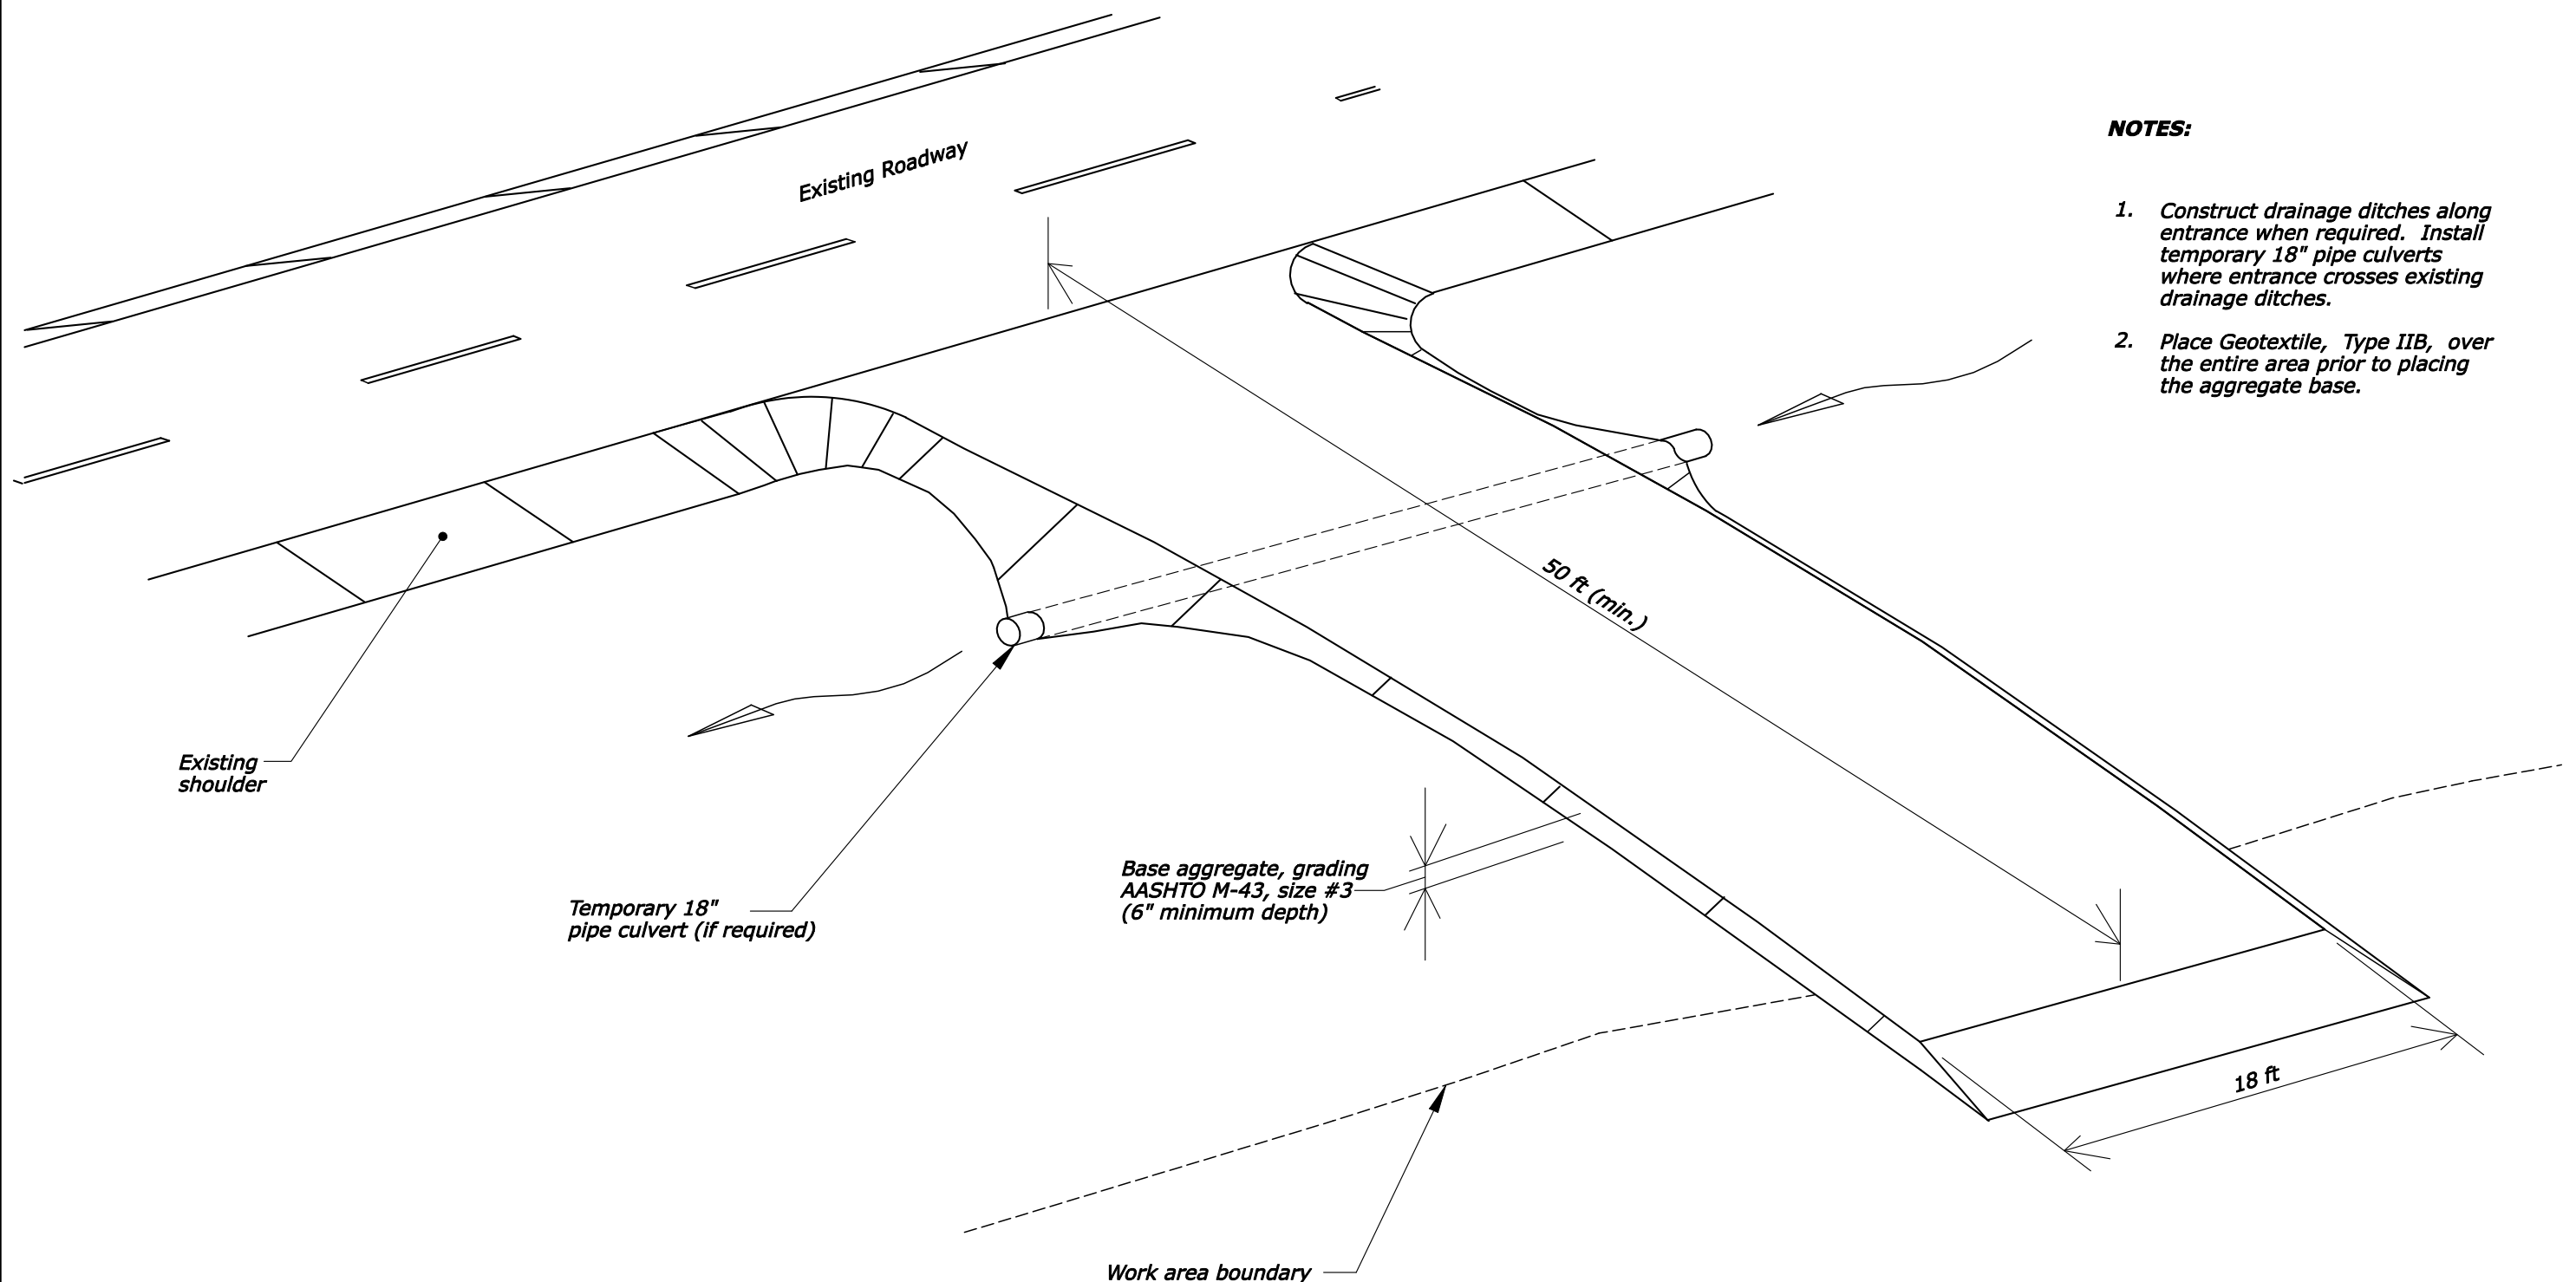 Existing Roadway
NOTES:
1. Construct drainage ditches along
entrance when required. Install
temporary 18" pipe culverts
where entrance crosses existing
drainage ditches.
2. Place Geotextile, Type IIB, over
the entire area prior to placing
the aggregate base.
50 ft (min.)
Existing
shoulder
Temporary 18"
pipe culvert (if required)
Base aggregate, grading
AASHTO M-43, size #3
(6" minimum depth)
18 ft
Work area boundary